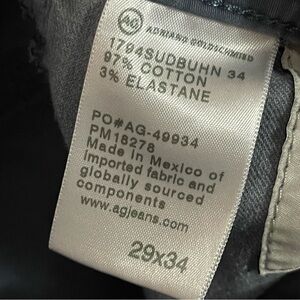 AG ADRIANO GOLDSCHMIED
1794SUDBUHN 34
97% COTTON
3% ELASTANE
PO#AG-49934
PM18278
Made in Mexico of
imported fabric and
globally sourced
components
www.agjeans.com
29x34